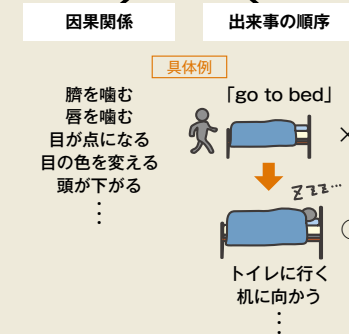 因果関係
出来事の順序
具体例
臍を噛む
唇を噛む
目が点になる
目の色を変える
頭が下がる
⋮
「go to bed」
×
zzz…
○
トイレに行く
机に向かう
⋮